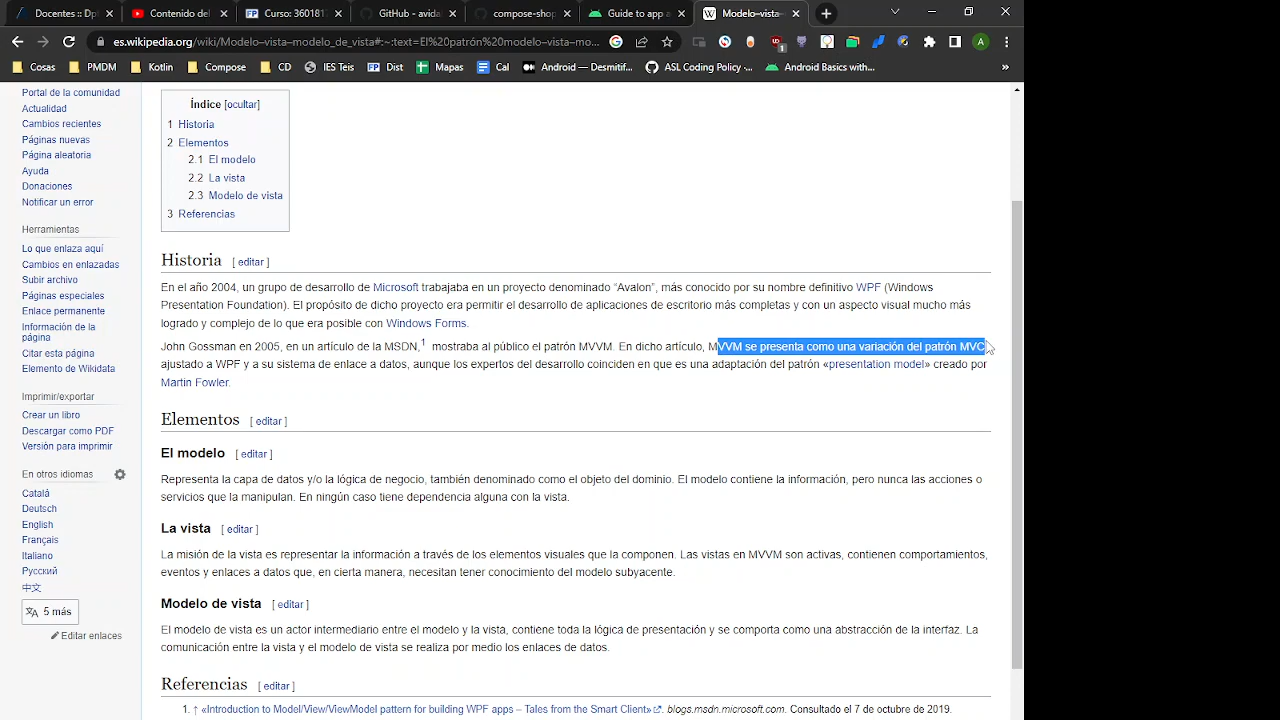 Docentes :: Dpt
Contenido del
Curso: 36018
GitHub - avida
compose-shop
Guide to app a
Modelo–vista–
es.wikipedia.org/wiki/Modelo–vista–modelo_de_vista#:~:text=El%20patrón%20modelo–vista–mo...
1
A
Cosas
PMDM
Kotlin
Compose
CD
IES Teis
Dist
Mapas
Cal
Android — Desmitif...
ASL Coding Policy -...
Android Basics with...
»
Portal de la comunidad
Actualidad
Cambios recientes
Páginas nuevas
Página aleatoria
Ayuda
Donaciones
Notificar un error
Herramientas
Lo que enlaza aquí
Cambios en enlazadas
Subir archivo
Páginas especiales
Enlace permanente
Información de la
página
Citar esta página
Elemento de Wikidata
Imprimir/exportar
Crear un libro
Descargar como PDF
Versión para imprimir
En otros idiomas
Català
Deutsch
English
Français
Italiano
Русский
中文
5 más
Editar enlaces
Índice [ocultar]
1 Historia
2 Elementos
2.1 El modelo
2.2 La vista
2.3 Modelo de vista
3 Referencias
Historia [ editar ]
En el año 2004, un grupo de desarrollo de Microsoft trabajaba en un proyecto denominado “Avalon”, más conocido por su nombre definitivo WPF (Windows
Presentation Foundation). El propósito de dicho proyecto era permitir el desarrollo de aplicaciones de escritorio más completas y con un aspecto visual mucho más
logrado y complejo de lo que era posible con Windows Forms.
John Gossman en 2005, en un artículo de la MSDN,1 mostraba al público el patrón MVVM. En dicho artículo, MVVM se presenta como una variación del patrón MVC
ajustado a WPF y a su sistema de enlace a datos, aunque los expertos del desarrollo coinciden en que es una adaptación del patrón «presentation model» creado por
Martin Fowler.
Elementos [ editar ]
El modelo [ editar ]
Representa la capa de datos y/o la lógica de negocio, también denominado como el objeto del dominio. El modelo contiene la información, pero nunca las acciones o
servicios que la manipulan. En ningún caso tiene dependencia alguna con la vista.
La vista [ editar ]
La misión de la vista es representar la información a través de los elementos visuales que la componen. Las vistas en MVVM son activas, contienen comportamientos,
eventos y enlaces a datos que, en cierta manera, necesitan tener conocimiento del modelo subyacente.
Modelo de vista [ editar ]
El modelo de vista es un actor intermediario entre el modelo y la vista, contiene toda la lógica de presentación y se comporta como una abstracción de la interfaz. La
comunicación entre la vista y el modelo de vista se realiza por medio los enlaces de datos.
Referencias [ editar ]
1. ↑ «Introduction to Model/View/ViewModel pattern for building WPF apps – Tales from the Smart Client». blogs.msdn.microsoft.com. Consultado el 7 de octubre de 2019.